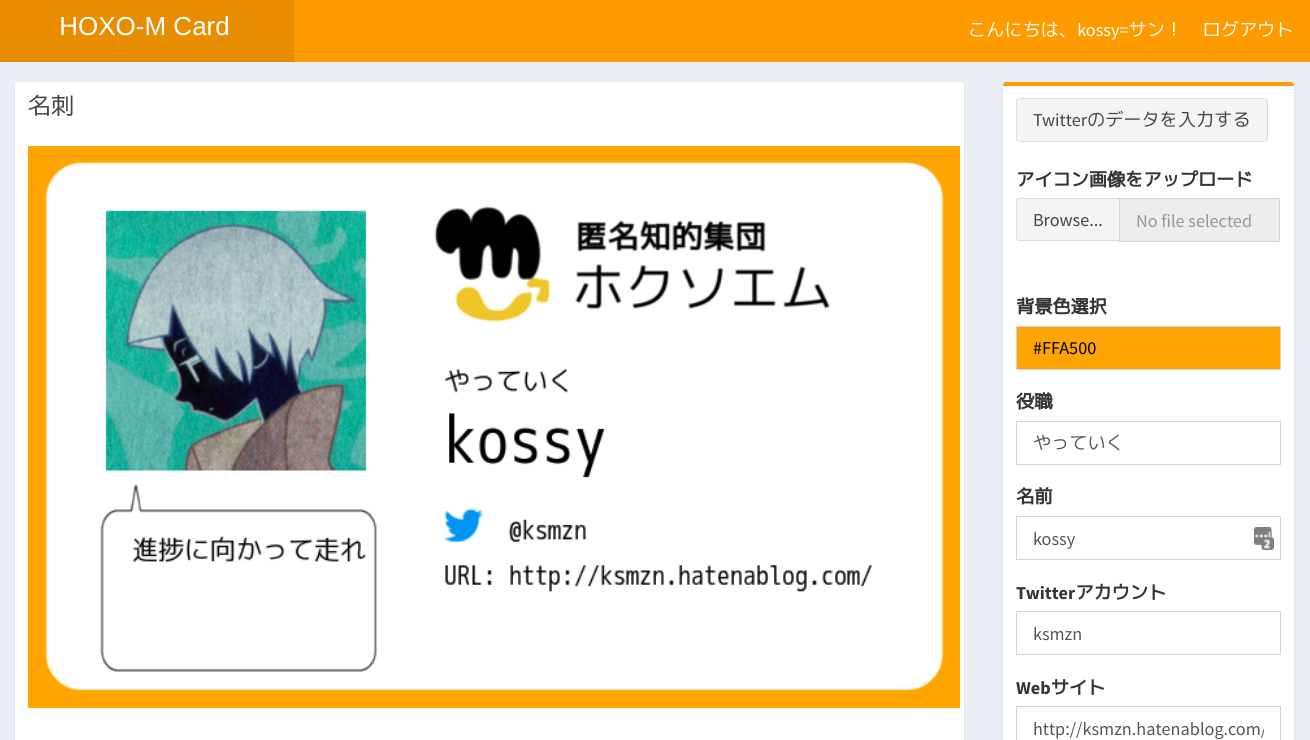 HOXO-M Card
こんにちは、kossy=サン！ ログアウト
名刺
匿名知的集団
ホクソエム
やっていく
kossy
@ksmzn
URL: http://ksmzn.hatenablog.com/
進捗に向かって走れ
Twitterのデータを入力する
アイコン画像をアップロード
Browse... No file selected
背景色選択
#FFA500
役職
やっていく
名前
kossy
2
Twitterアカウント
ksmzn
Webサイト
http://ksmzn.hatenablog.com/